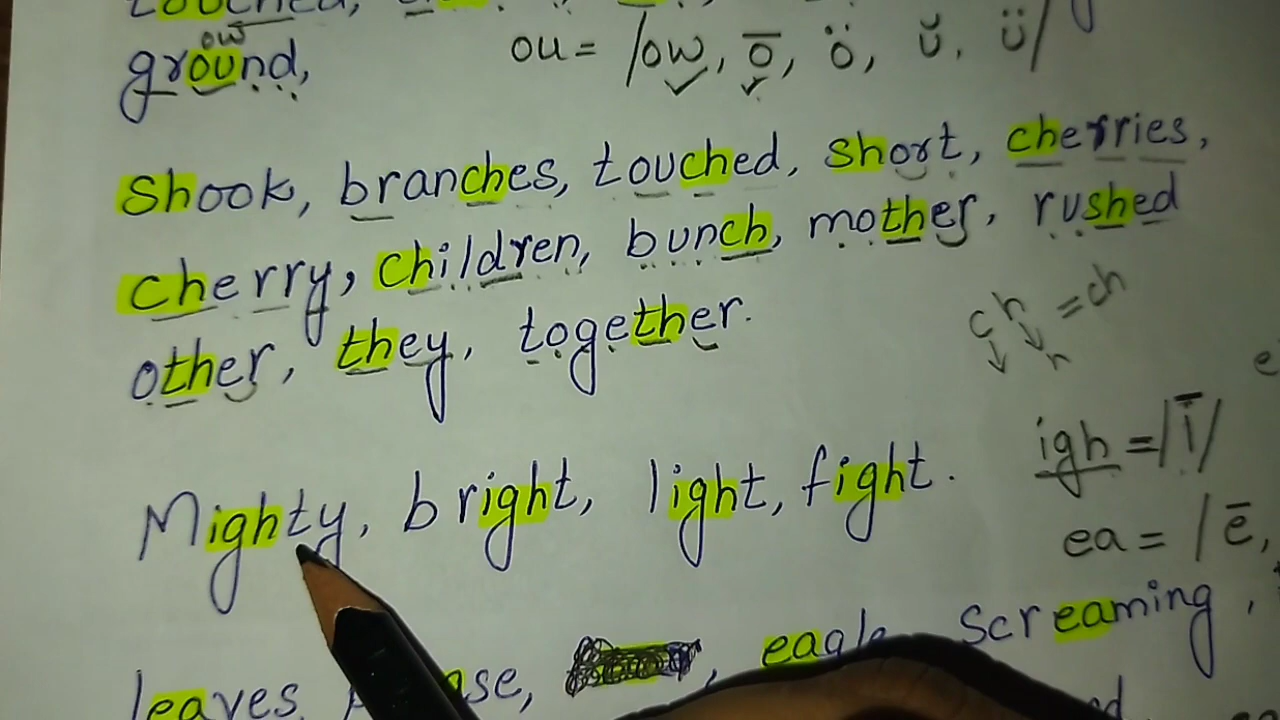 touched,
ow
ground,
ou = /ow, ō, ö, ŭ, ü/
Shook, branches, touched, short, cherries,
cherry, children, bunch, mother, rushed
other, they, together.
ch = ch
r
Mighty, bright, light, fight.
igh = /ī/
ea = /ē,
eagle screaming,
leaves